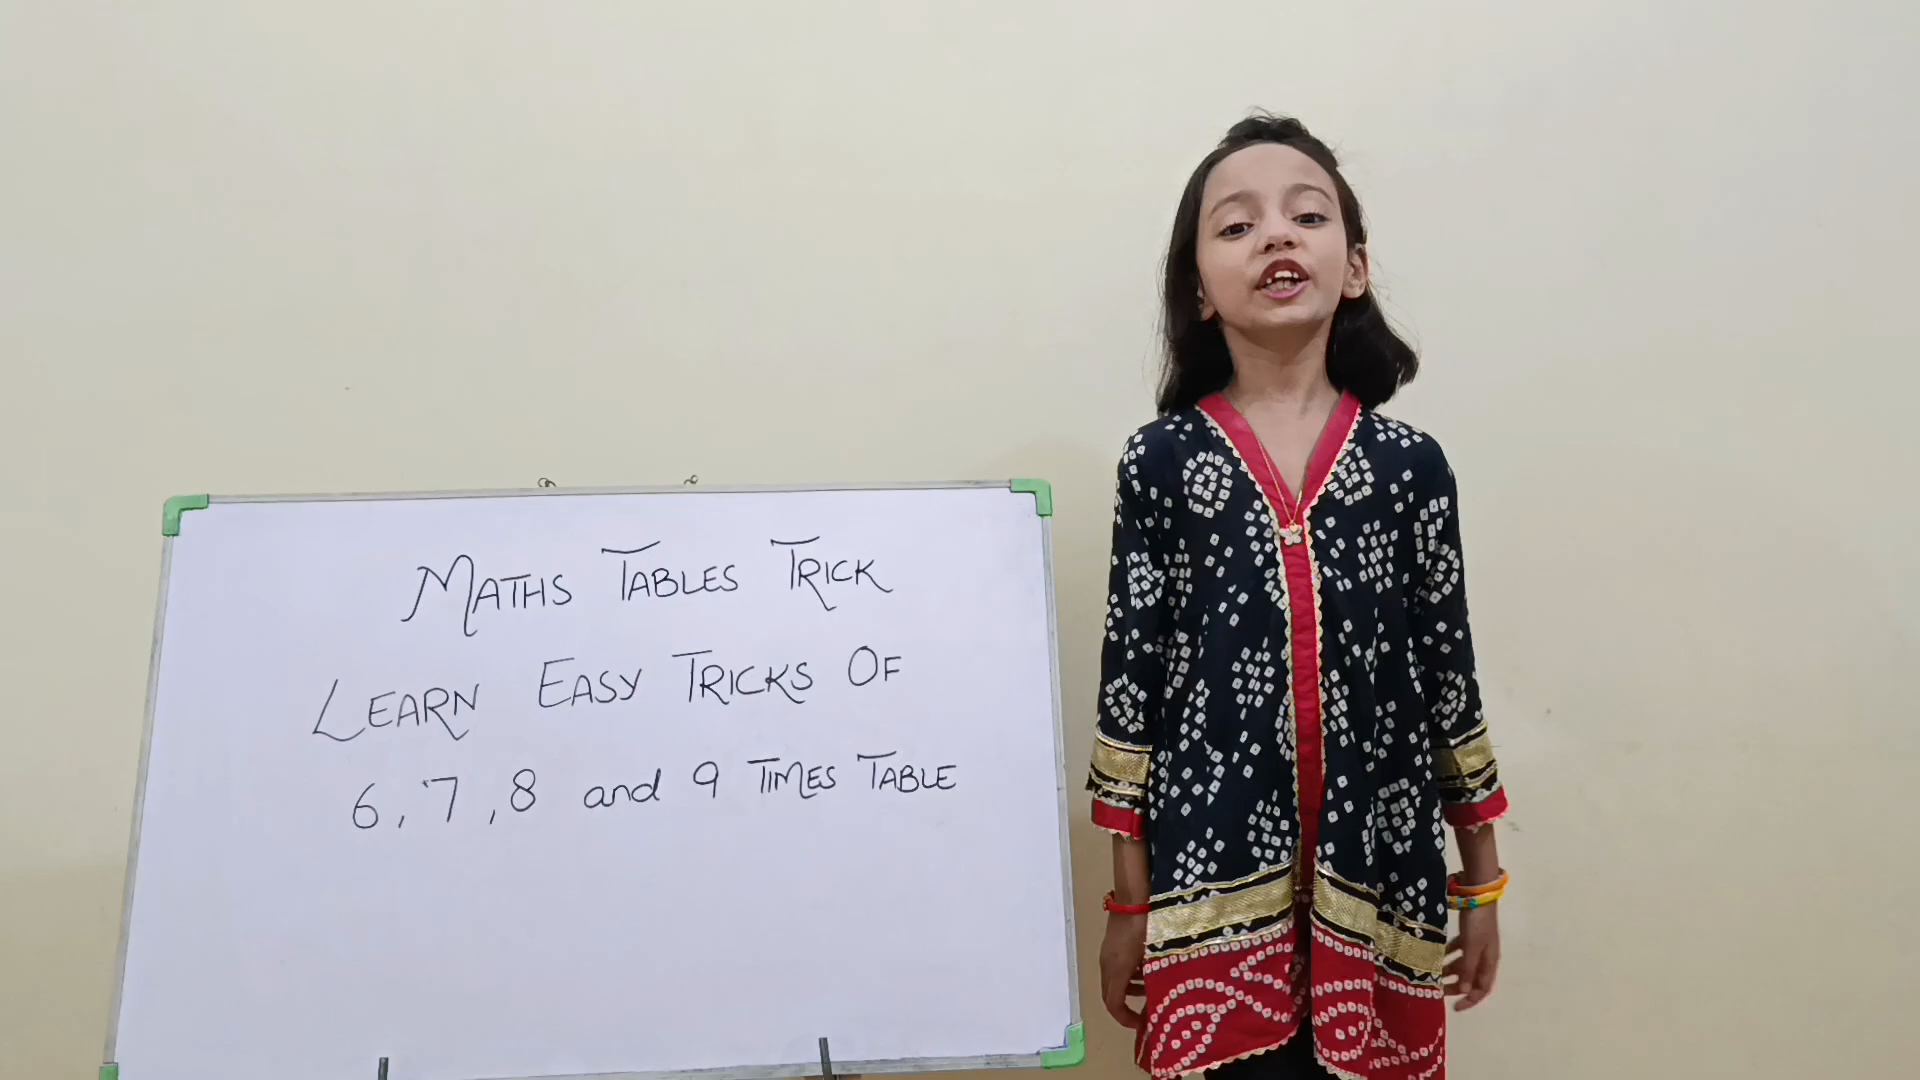 MATHS TABLES TRICK
LEARN EASY TRICKS OF
6, 7, 8 and 9 TIMES TABLE